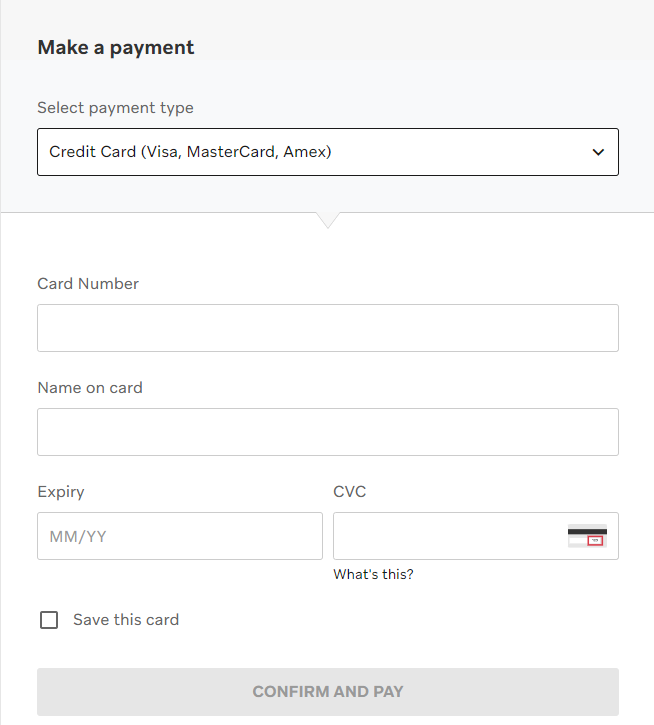 Make a payment
Select payment type
Credit Card (Visa, MasterCard, Amex)
Card Number
Name on card
Expiry
CVC
MM/YY
What's this?
Save this card
CONFIRM AND PAY